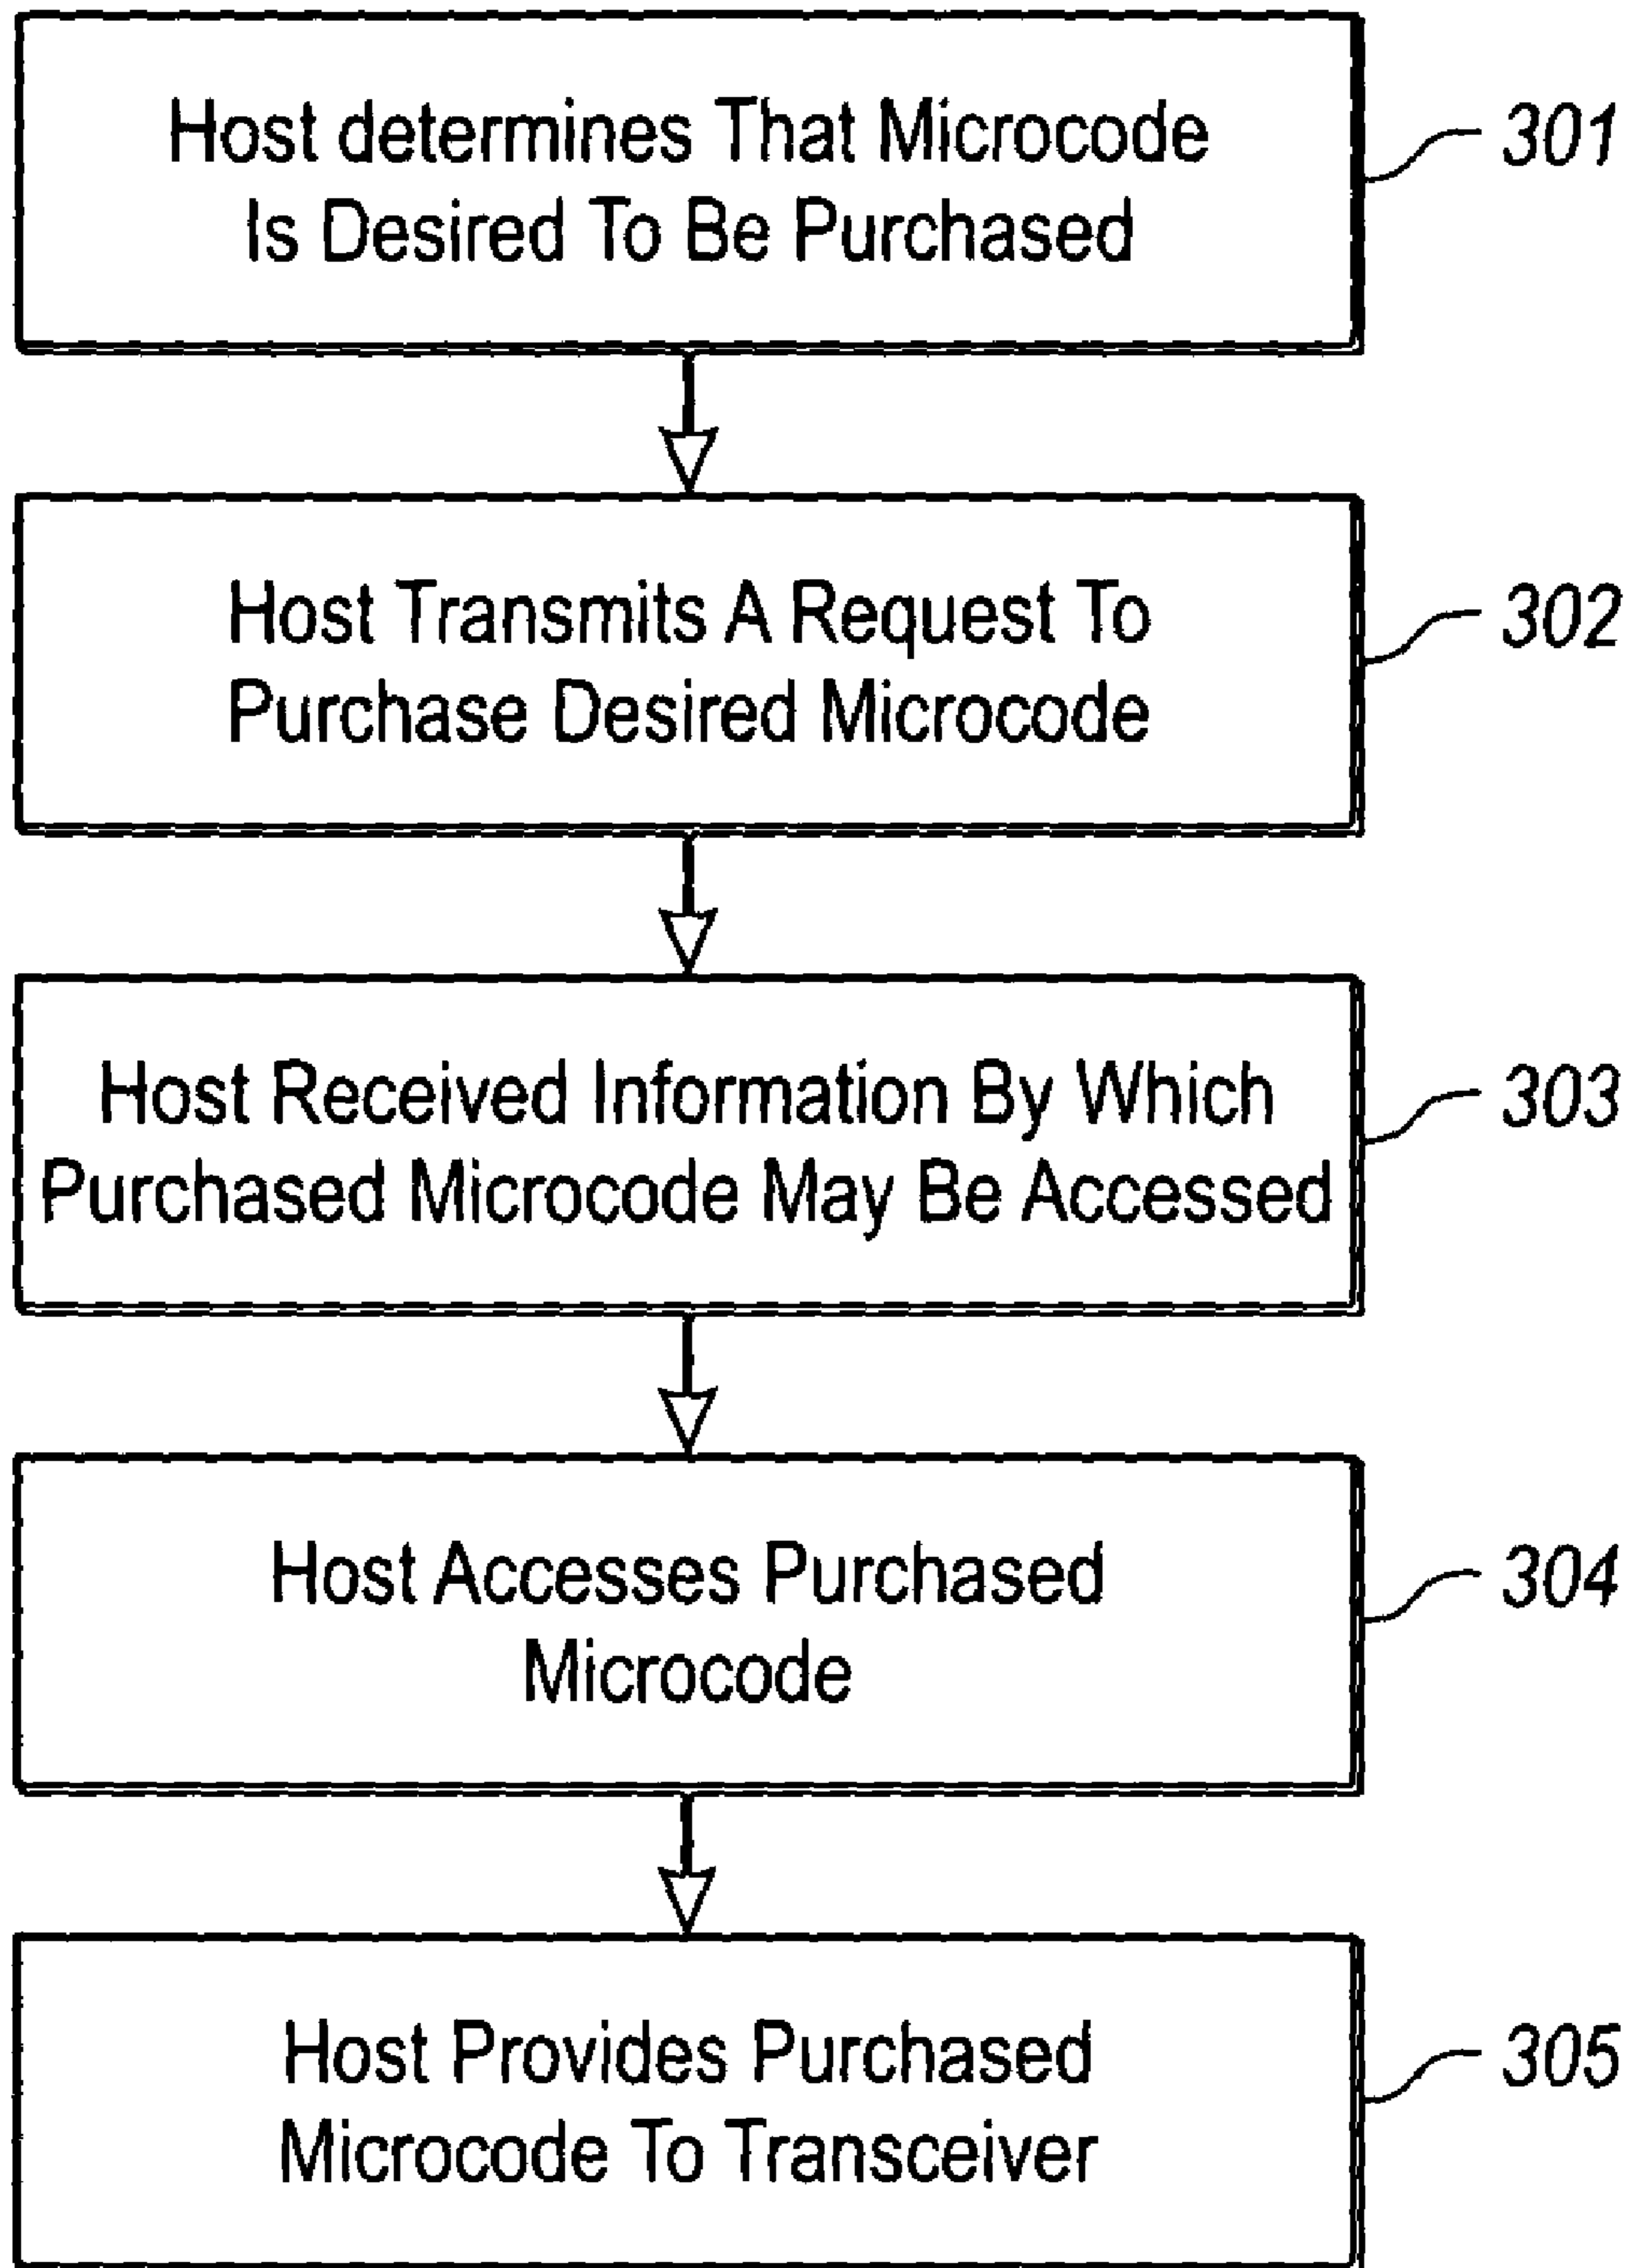 Host determines That Microcode
Is Desired To Be Purchased
301
Host Transmits A Request To
Purchase Desired Microcode
302
Host Received Information By Which
Purchased Microcode May Be Accessed
303
Host Accesses Purchased
Microcode
304
Host Provides Purchased
Microcode To Transceiver
305